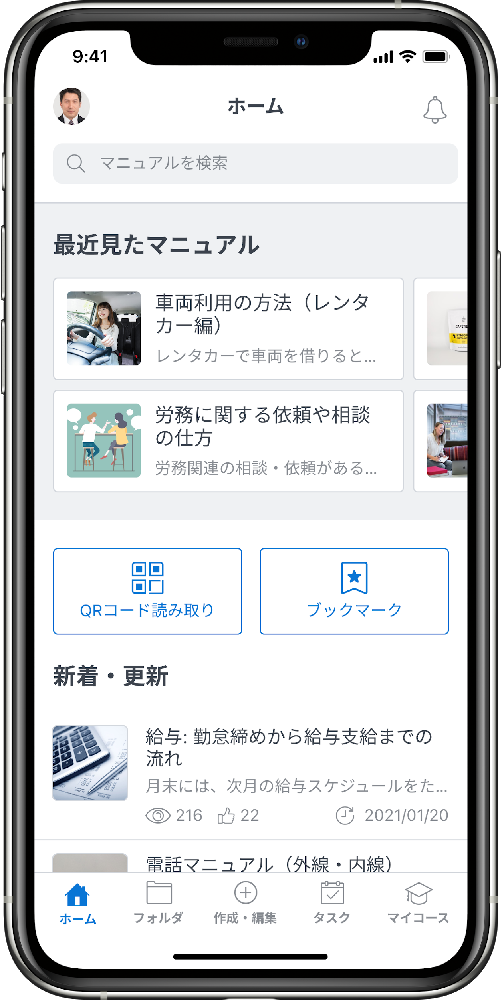 9:41
ホーム
マニュアルを検索
最近見たマニュアル
車両利用の方法（レンタ
カー編）
レンタカーで車両を借りると...
CAFÉTIE
ETHIOP
労務に関する依頼や相談
の仕方
労務関連の相談・依頼がある...
QRコード読み取り
ブックマーク
新着・更新
給与: 勤怠締めから給与支給までの
流れ
月末には、次月の給与スケジュールをた...
216
22
2021/01/20
電話マニュアル（外線・内線）
ホーム
フォルダ
作成・編集
タスク
マイコース